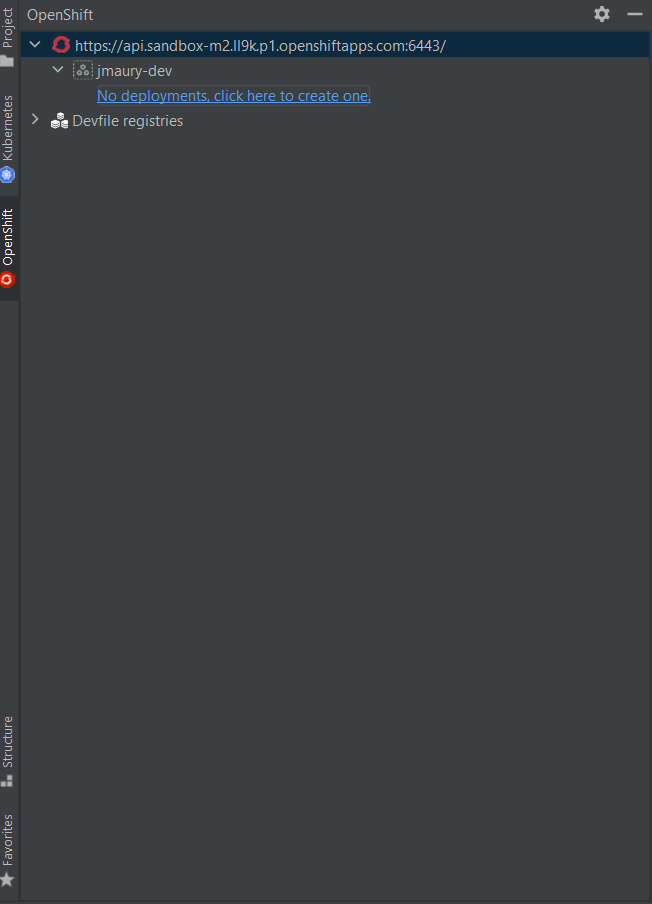 OpenShift
https://api.sandbox-m2.ll9k.p1.openshiftapps.com:6443/
jmaury-dev
No deployments, click here to create one.
Devfile registries
Project
Kubernetes
OpenShift
Structure
Favorites